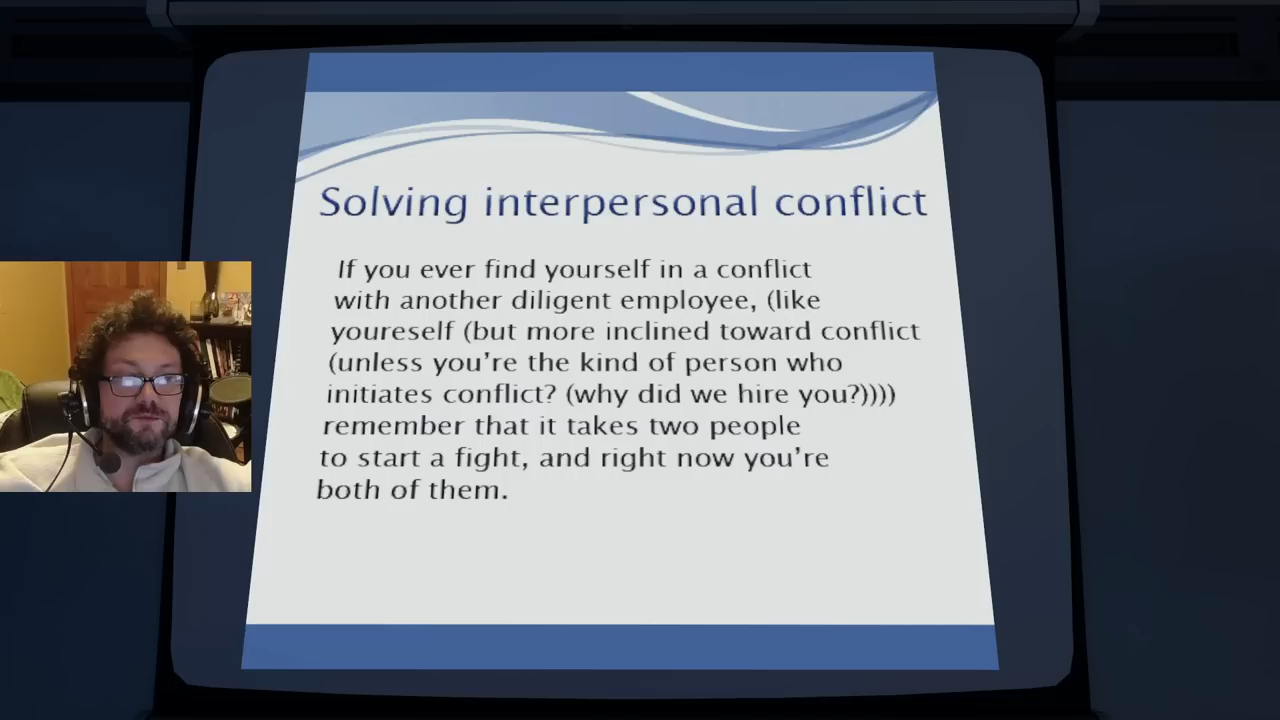 Solving interpersonal conflict
If you ever find yourself in a conflict
with another diligent employee, (like
youreself (but more inclined toward conflict
(unless you're the kind of person who
initiates conflict? (why did we hire you?))))
remember that it takes two people
to start a fight, and right now you're
both of them.